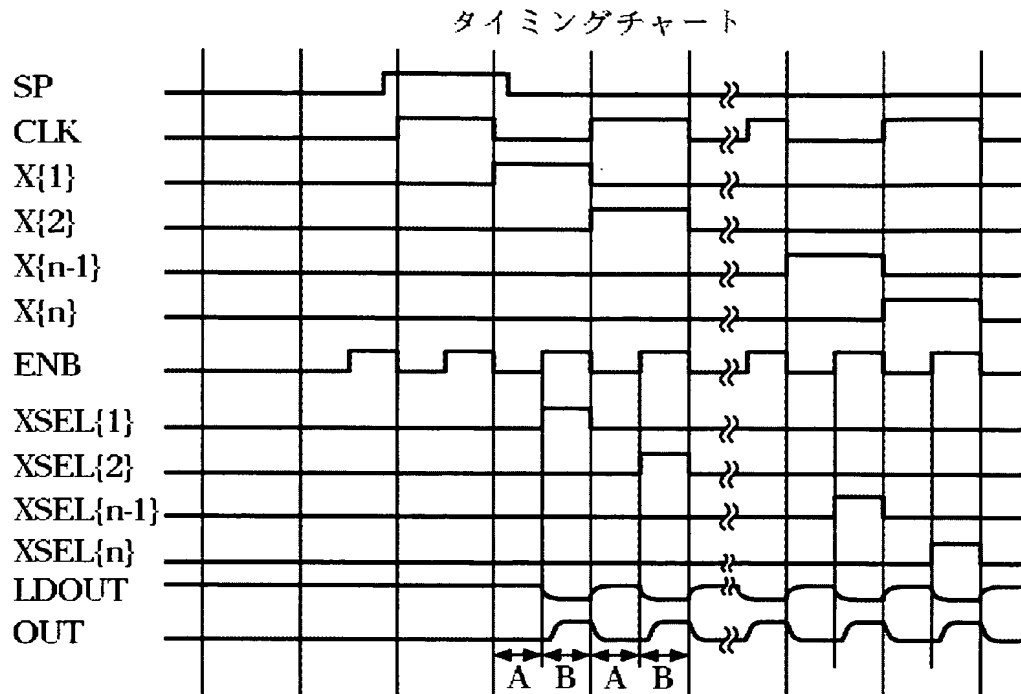 タイミングチャート
SP
CLK
X{1}
X{2}
X{n-1}
X{n}
ENB
XSEL{1}
XSEL{2}
XSEL{n-1}
XSEL{n}
LDOUT
OUT
A B A B